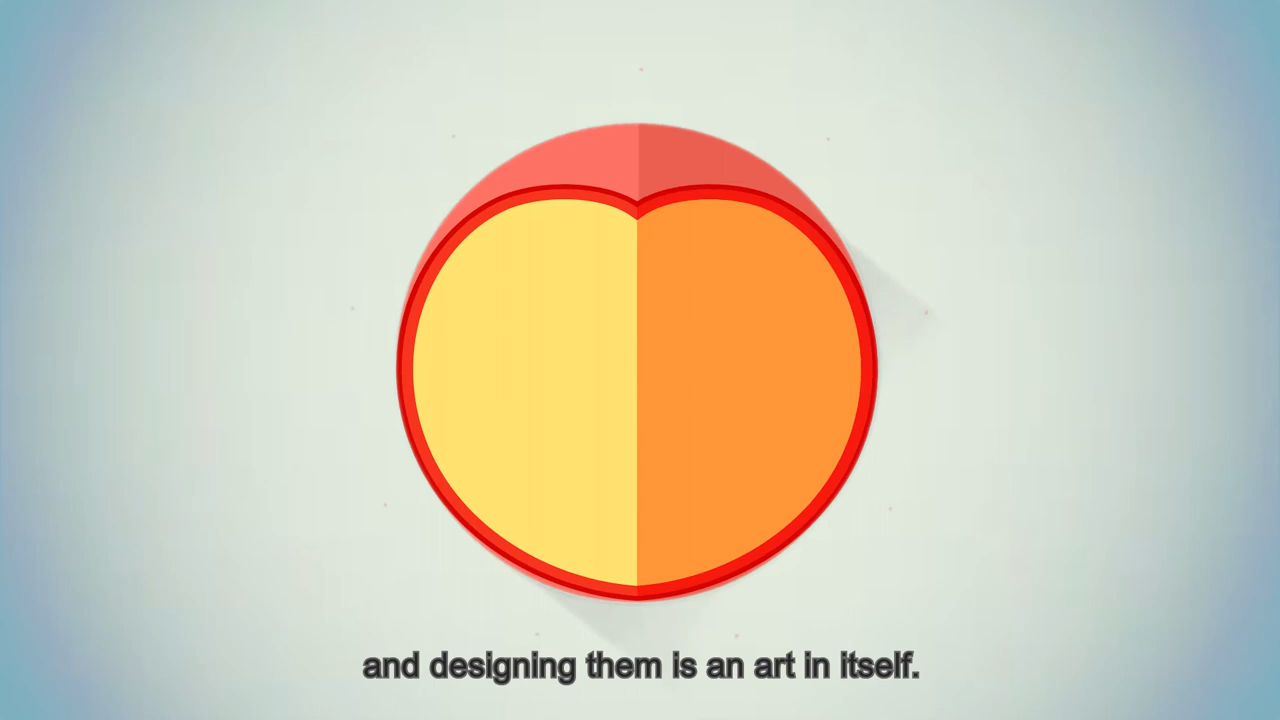 and designing them is an art in itself.